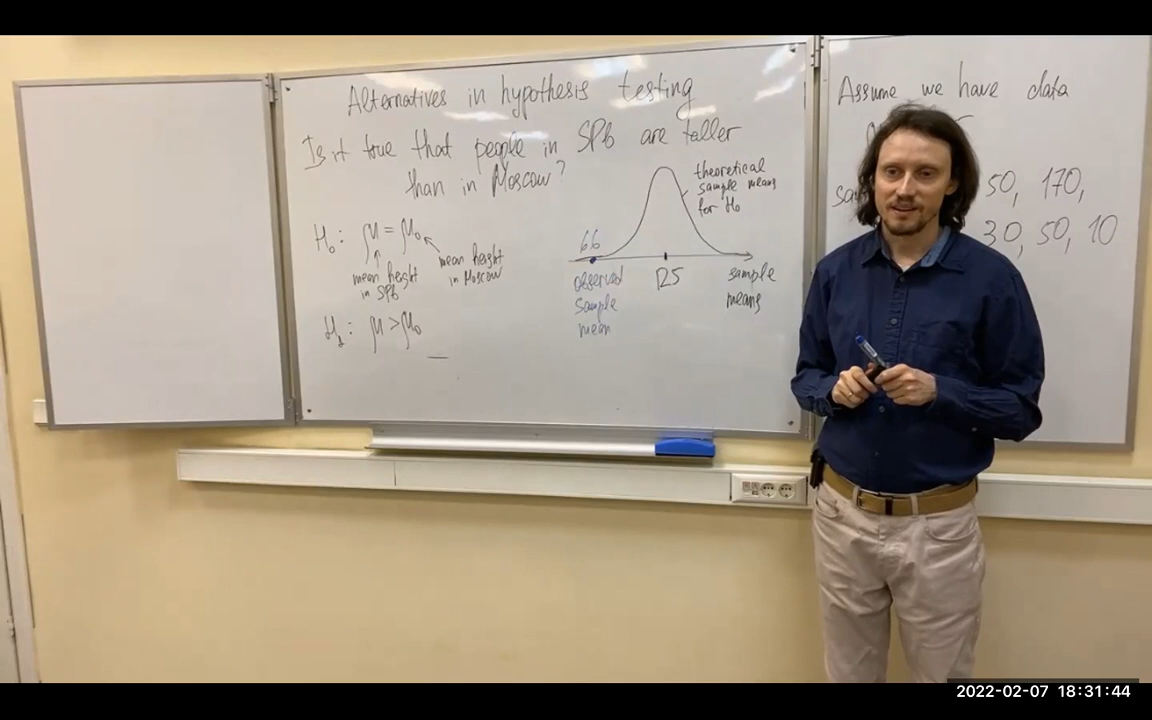 Alternatives in hypothesis testing
Is it true that people in SPb are taller
than in Moscow?
H₀: μ = μ₀
mean height
in SPb
mean height
in Moscow
H₁: μ > μ₀
theoretical
sample means
for H₀
66
observed
sample
mean
125
sample
means
Assume we have data
50, 170,
30, 50, 10
2022-02-07 18:31:44